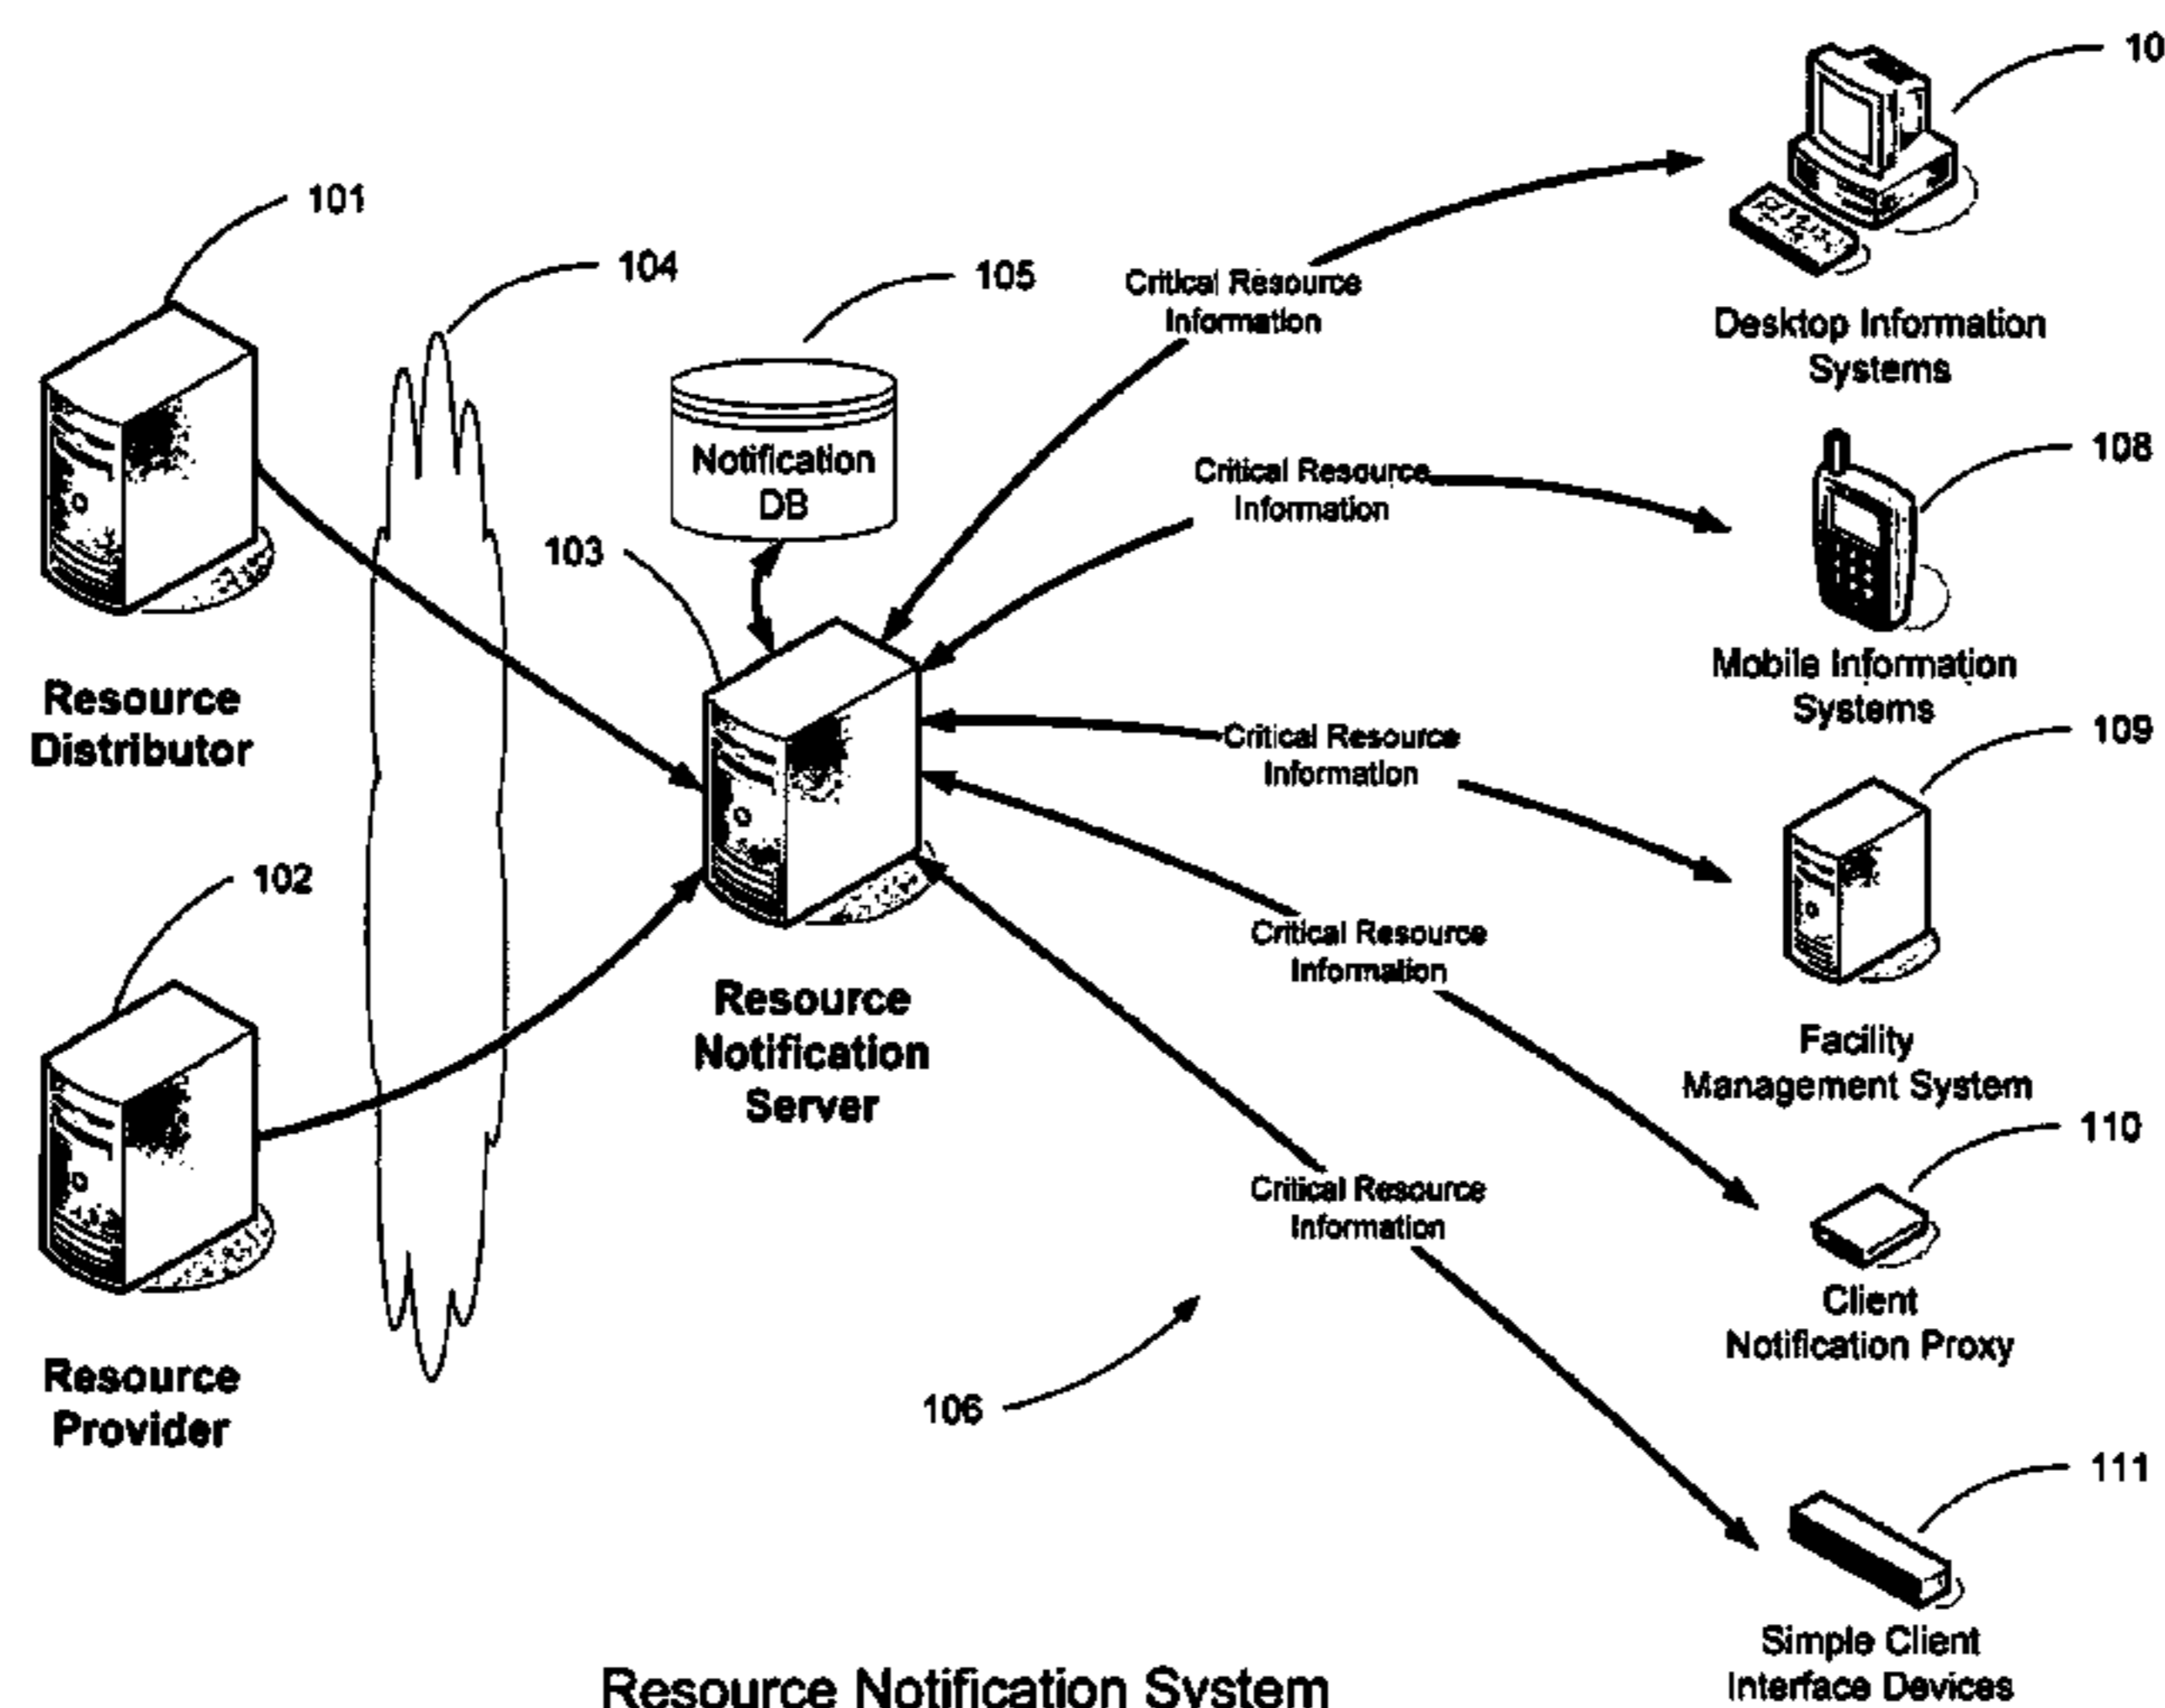 10
101
104
105
Critical Resource
Information
Desktop Information
Systems
Notification
DB
Critical Resource
Information
108
103
Mobile Information
Systems
Resource
Distributor
Critical Resource
Information
109
102
Critical Resource
Information
Resource
Notification
Server
Facility
Management System
110
Critical Resource
Information
Client
Notification Proxy
Resource
Provider
106
111
Simple Client
Interface Devices
Resource Notification System